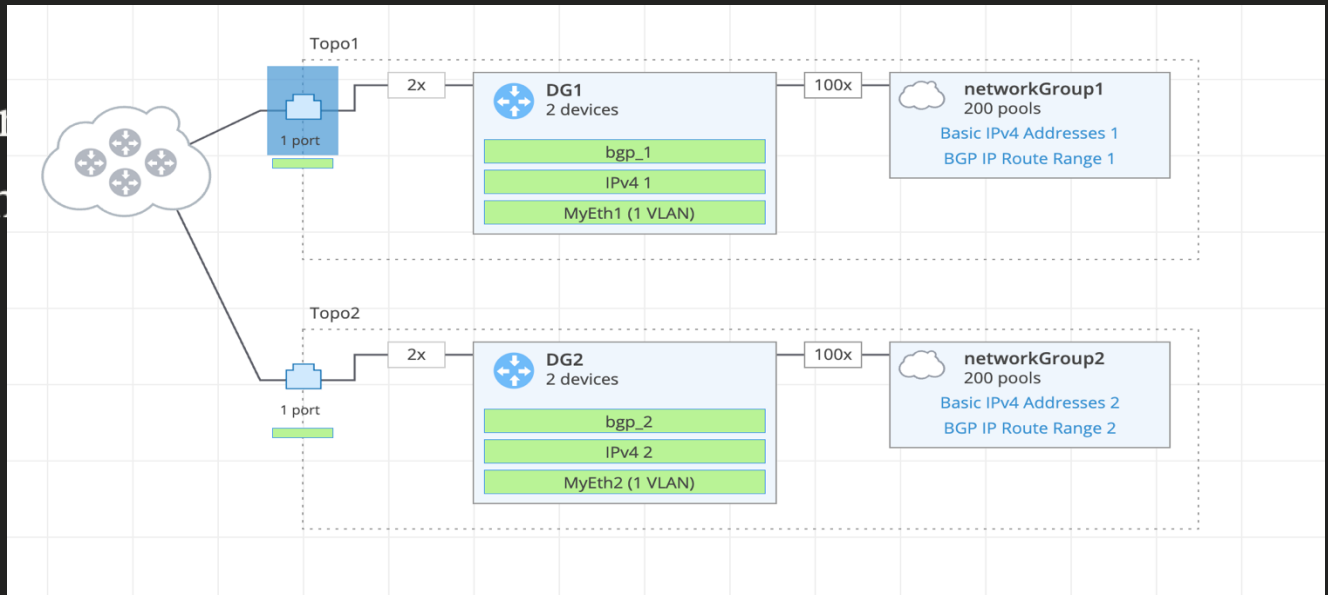 Topo1
1 port
2x
DG1
2 devices
bgp_1
IPv4 1
MyEth1 (1 VLAN)
100x
networkGroup1
200 pools
Basic IPv4 Addresses 1
BGP IP Route Range 1
Topo2
1 port
2x
DG2
2 devices
bgp_2
IPv4 2
MyEth2 (1 VLAN)
100x
networkGroup2
200 pools
Basic IPv4 Addresses 2
BGP IP Route Range 2